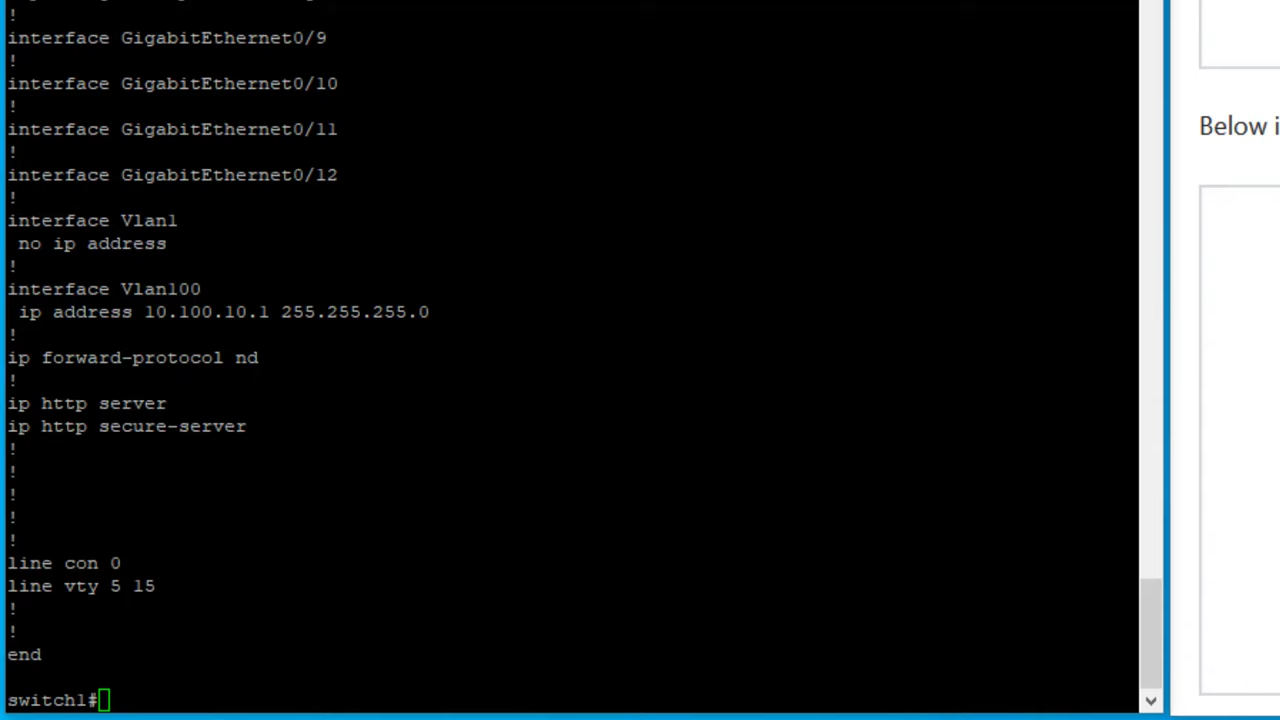 !
interface GigabitEthernet0/9
!
interface GigabitEthernet0/10
!
interface GigabitEthernet0/11
!
interface GigabitEthernet0/12
!
interface Vlan1
 no ip address
!
interface Vlan100
 ip address 10.100.10.1 255.255.255.0
!
ip forward-protocol nd
!
ip http server
ip http secure-server
!
!
!
!
!
line con 0
line vty 5 15
!
!
end
switch1#
Below